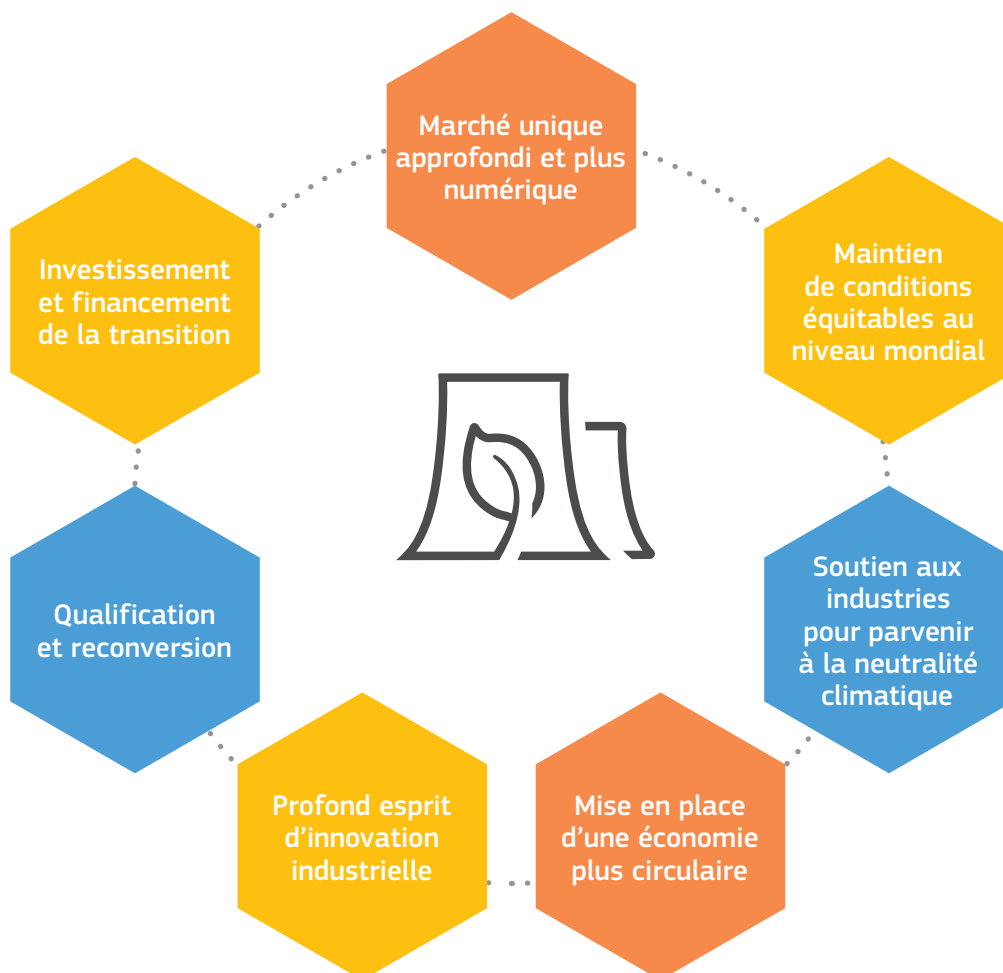 Marché unique
approfondi et plus
numérique
Maintien
de conditions
équitables au
niveau mondial
Soutien aux
industries
pour parvenir
à la neutralité
climatique
Mise en place
d’une économie
plus circulaire
Profond esprit
d’innovation
industrielle
Qualification
et reconversion
Investissement
et financement
de la transition